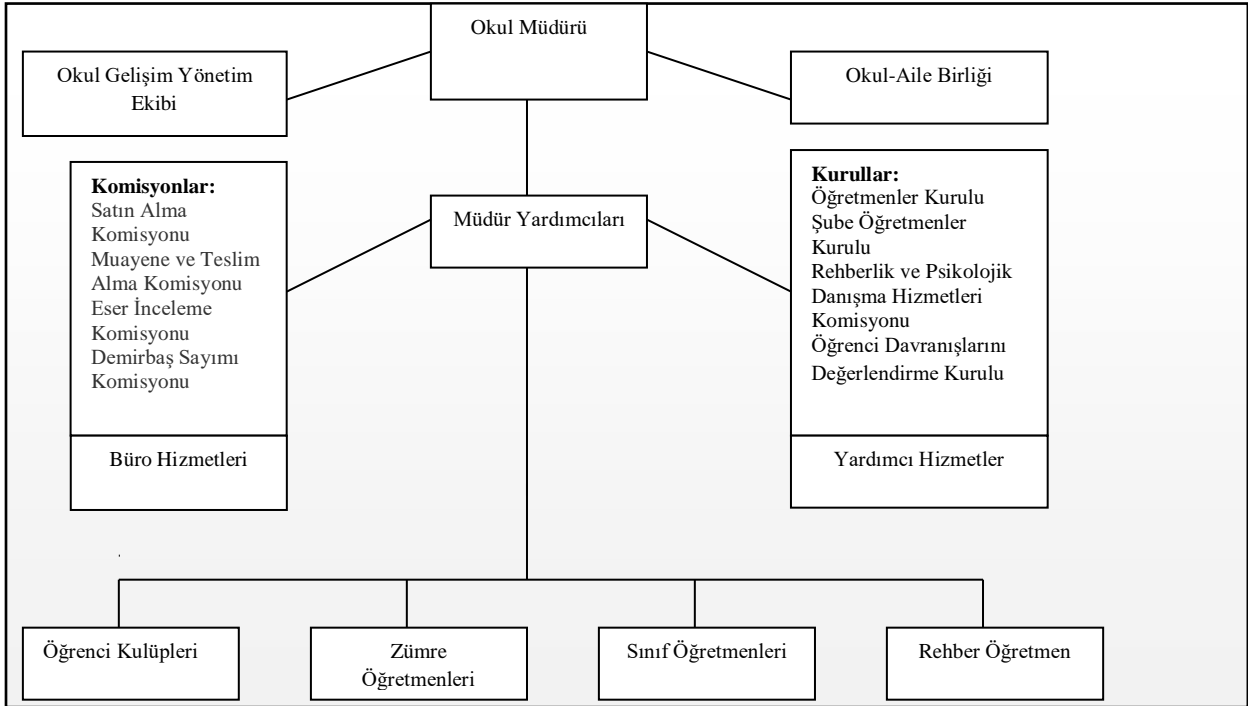 Okul Müdürü
Okul Gelişim Yönetim
Ekibi
Okul-Aile Birliği
Komisyonlar:
Satın Alma
Komisyonu
Muayene ve Teslim
Alma Komisyonu
Eser İnceleme
Komisyonu
Demirbaş Sayımı
Komisyonu
Müdür Yardımcıları
Kurullar:
Öğretmenler Kurulu
Şube Öğretmenler
Kurulu
Rehberlik ve Psikolojik
Danışma Hizmetleri
Komisyonu
Öğrenci Davranışlarını
Değerlendirme Kurulu
Büro Hizmetleri
Yardımcı Hizmetler
Öğrenci Kulüpleri
Zümre
Öğretmenleri
Sınıf Öğretmenleri
Rehber Öğretmen